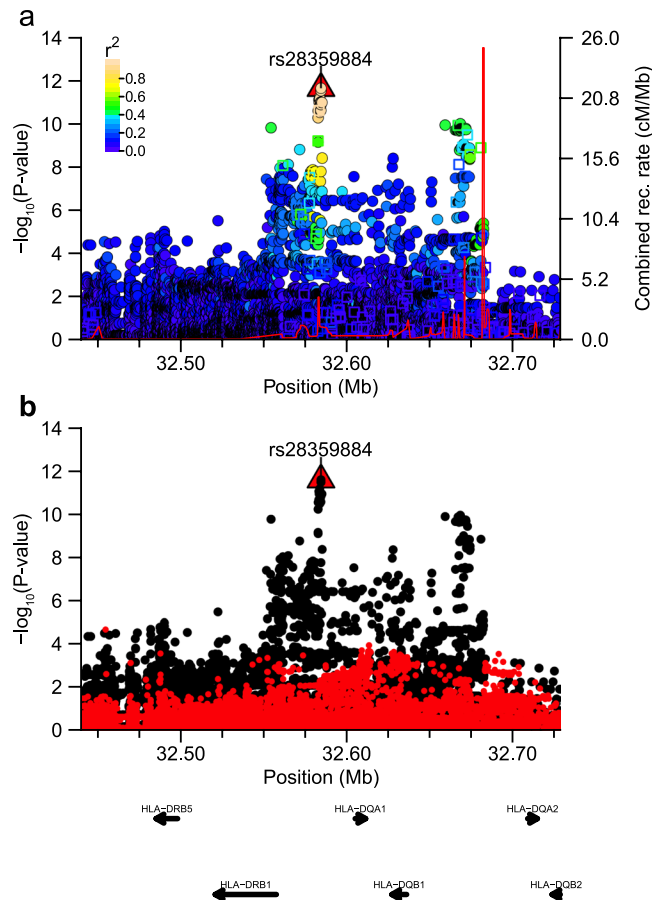 a
r2
rs28359884
0.8
0.6
0.4
0.2
0.0
14
12
10
8
6
4
2
0
−log10(P-value)
26.0
20.8
15.6
10.4
5.2
0.0
Combined rec. rate (cM/Mb)
32.50 32.60 32.70
Position (Mb)
b
rs28359884
14
12
10
8
6
4
2
0
−log10(P-value)
32.50 32.60 32.70
Position (Mb)
HLA−DRB5 HLA−DQA1 HLA−DQA2
HLA−DRB1 HLA−DQB1 HLA−DQB2